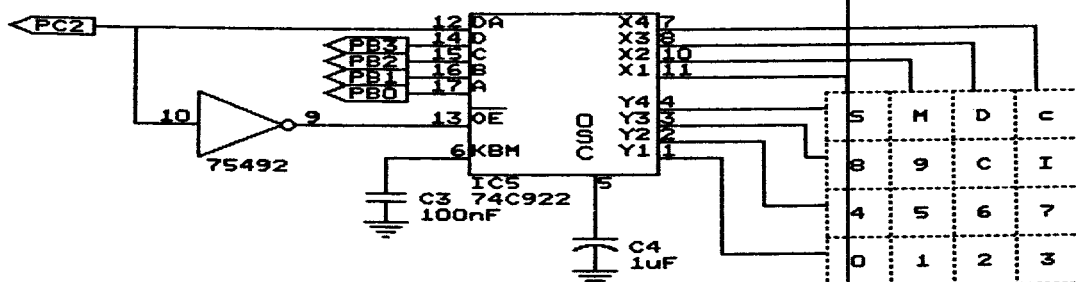 PC2
12 DA X4 7
14 D X3 8
PB3
15 C X2 10
PB2
16 B X1 11
PB1
17 A
PB0
Y4 4
10 9 13 OE Y3 3
Y2 2
6 KBM OSC Y1 1
75492
IC5 5
C3 74C922
100nF
C4
1uF
S M D C
8 9 C I
4 5 6 7
0 1 2 3